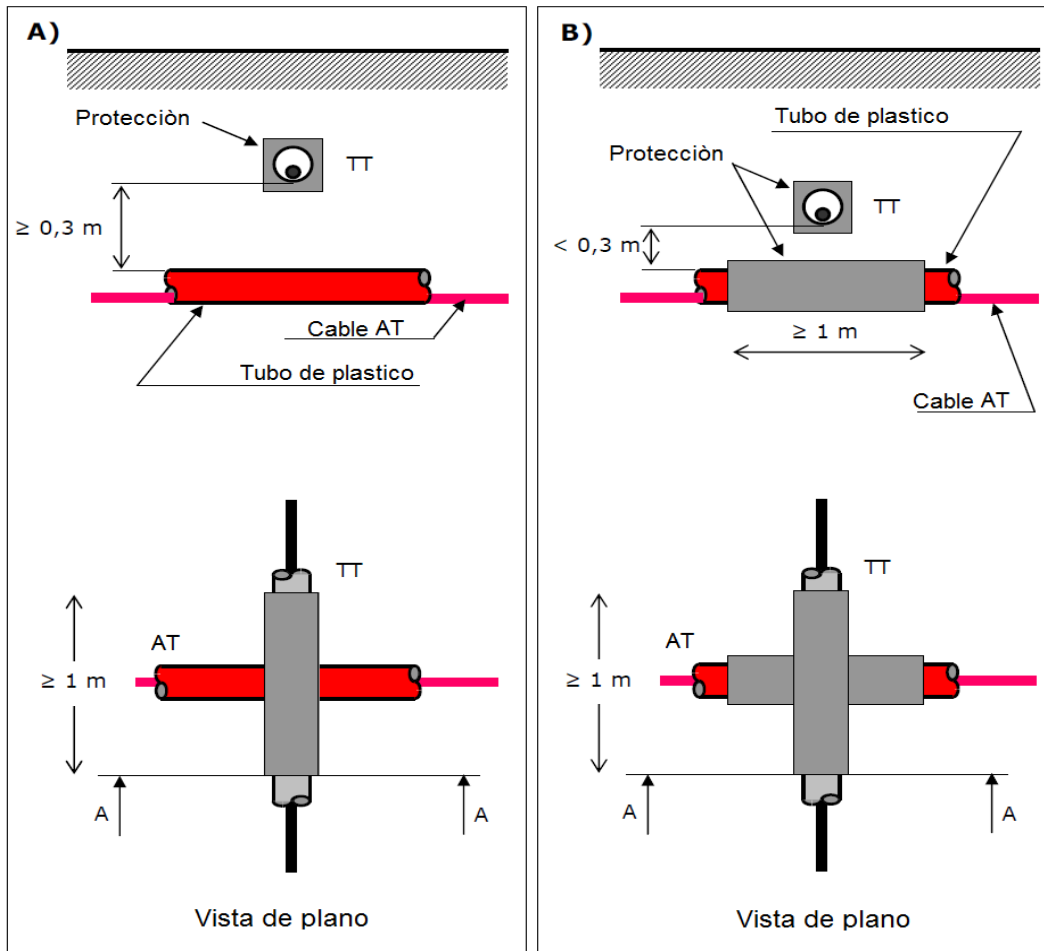 A)
Protecciòn
TT
≥ 0,3 m
Cable AT
Tubo de plastico
TT
AT
≥ 1 m
A
A
Vista de plano
B)
Tubo de plastico
Protecciòn
TT
< 0,3 m
≥ 1 m
Cable AT
TT
AT
≥ 1 m
A
A
Vista de plano